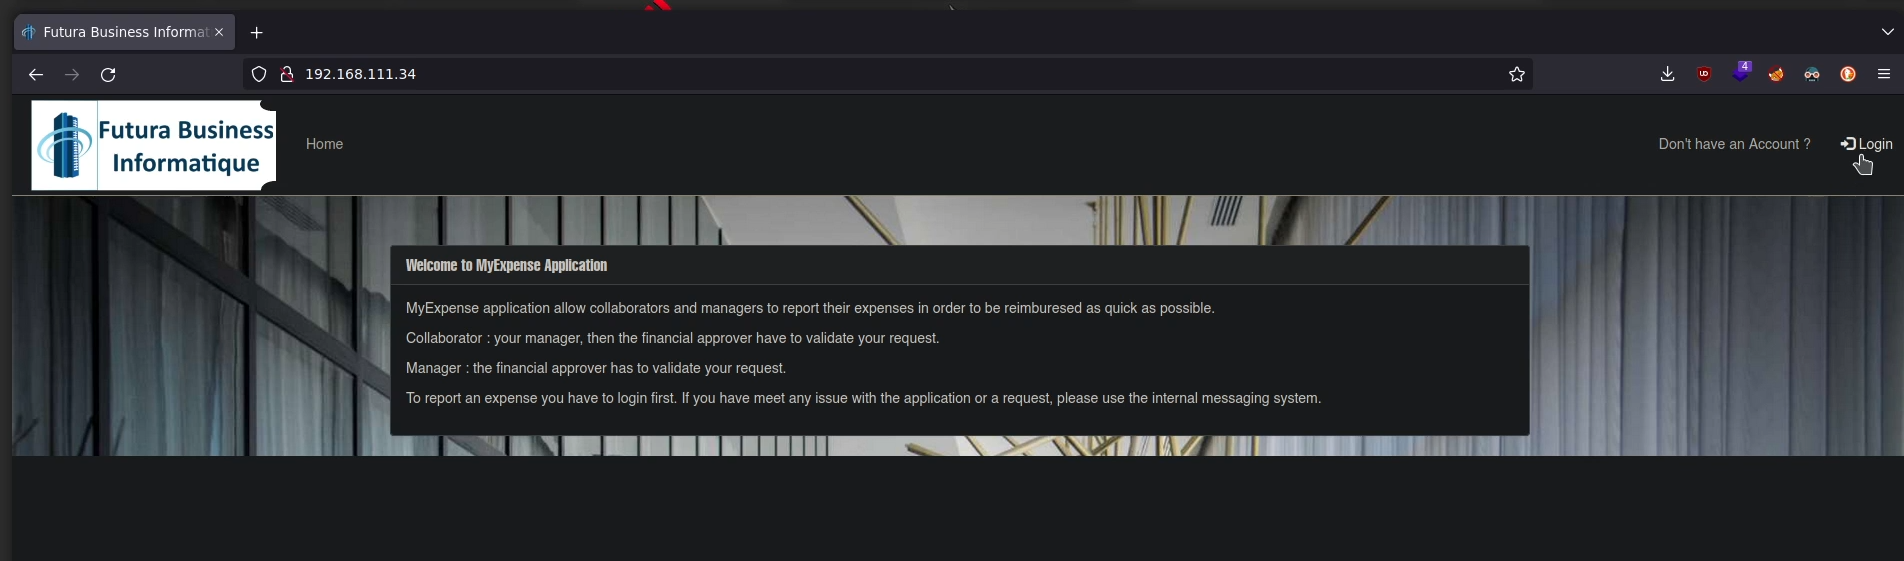 Futura Business Informat
192.168.111.34
4
Futura Business
Informatique
Home
Don't have an Account ?
Login
Welcome to MyExpense Application
MyExpense application allow collaborators and managers to report their expenses in order to be reimburesed as quick as possible.
Collaborator : your manager, then the financial approver have to validate your request.
Manager : the financial approver has to validate your request.
To report an expense you have to login first. If you have meet any issue with the application or a request, please use the internal messaging system.